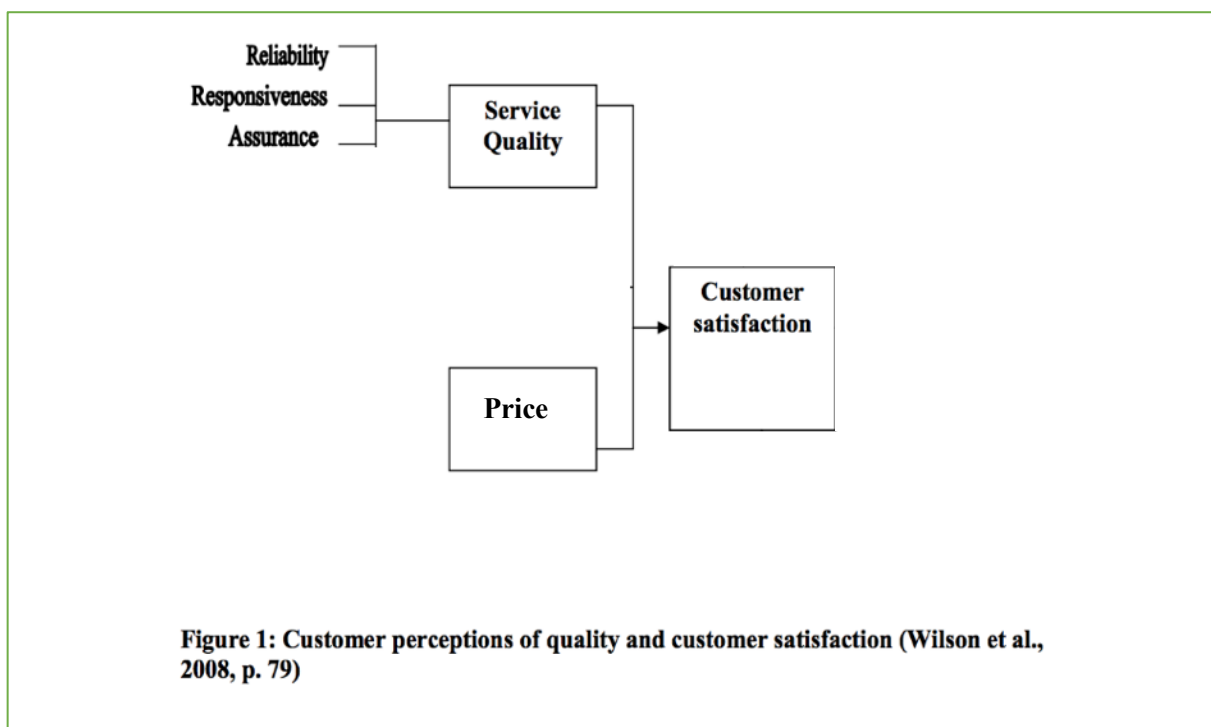 Reliability
Responsiveness
Assurance
Service
Quality
Customer
satisfaction
Price
Figure 1: Customer perceptions of quality and customer satisfaction (Wilson et al.,
2008, p. 79)